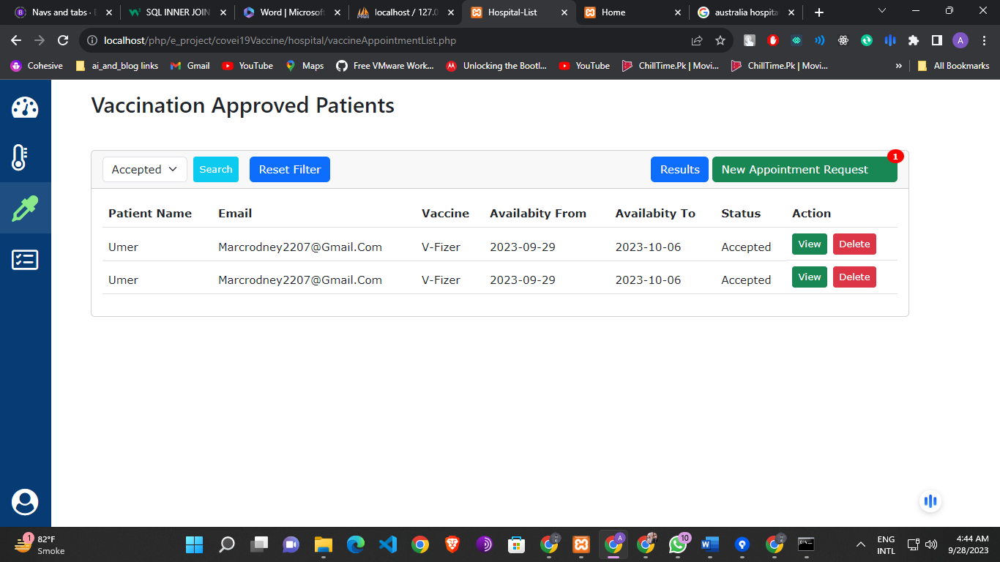 Navs and tabs · B
SQL INNER JOIN
Word | Microsof
localhost / 127.0
Hospital-List
Home
australia hospita
localhost/php/e_project/covei19Vaccine/hospital/vaccineAppointmentList.php
A
Cohesive
ai_and_blog links
Gmail
YouTube
Maps
Free VMware Work...
Unlocking the Bootl...
YouTube
ChillTime.Pk | Movi...
ChillTime.Pk | Movi...
»
All Bookmarks
Vaccination Approved Patients
Accepted
Search
Reset Filter
Results
New Appointment Request
1
Patient Name Email Vaccine Availabity From Availabity To Status Action
Umer Marcrodney2207@Gmail.Com V-Fizer 2023-09-29 2023-10-06 Accepted View Delete
Umer Marcrodney2207@Gmail.Com V-Fizer 2023-09-29 2023-10-06 Accepted View Delete
1
82°F
Smoke
A
10
ENG
INTL
4:44 AM
9/28/2023